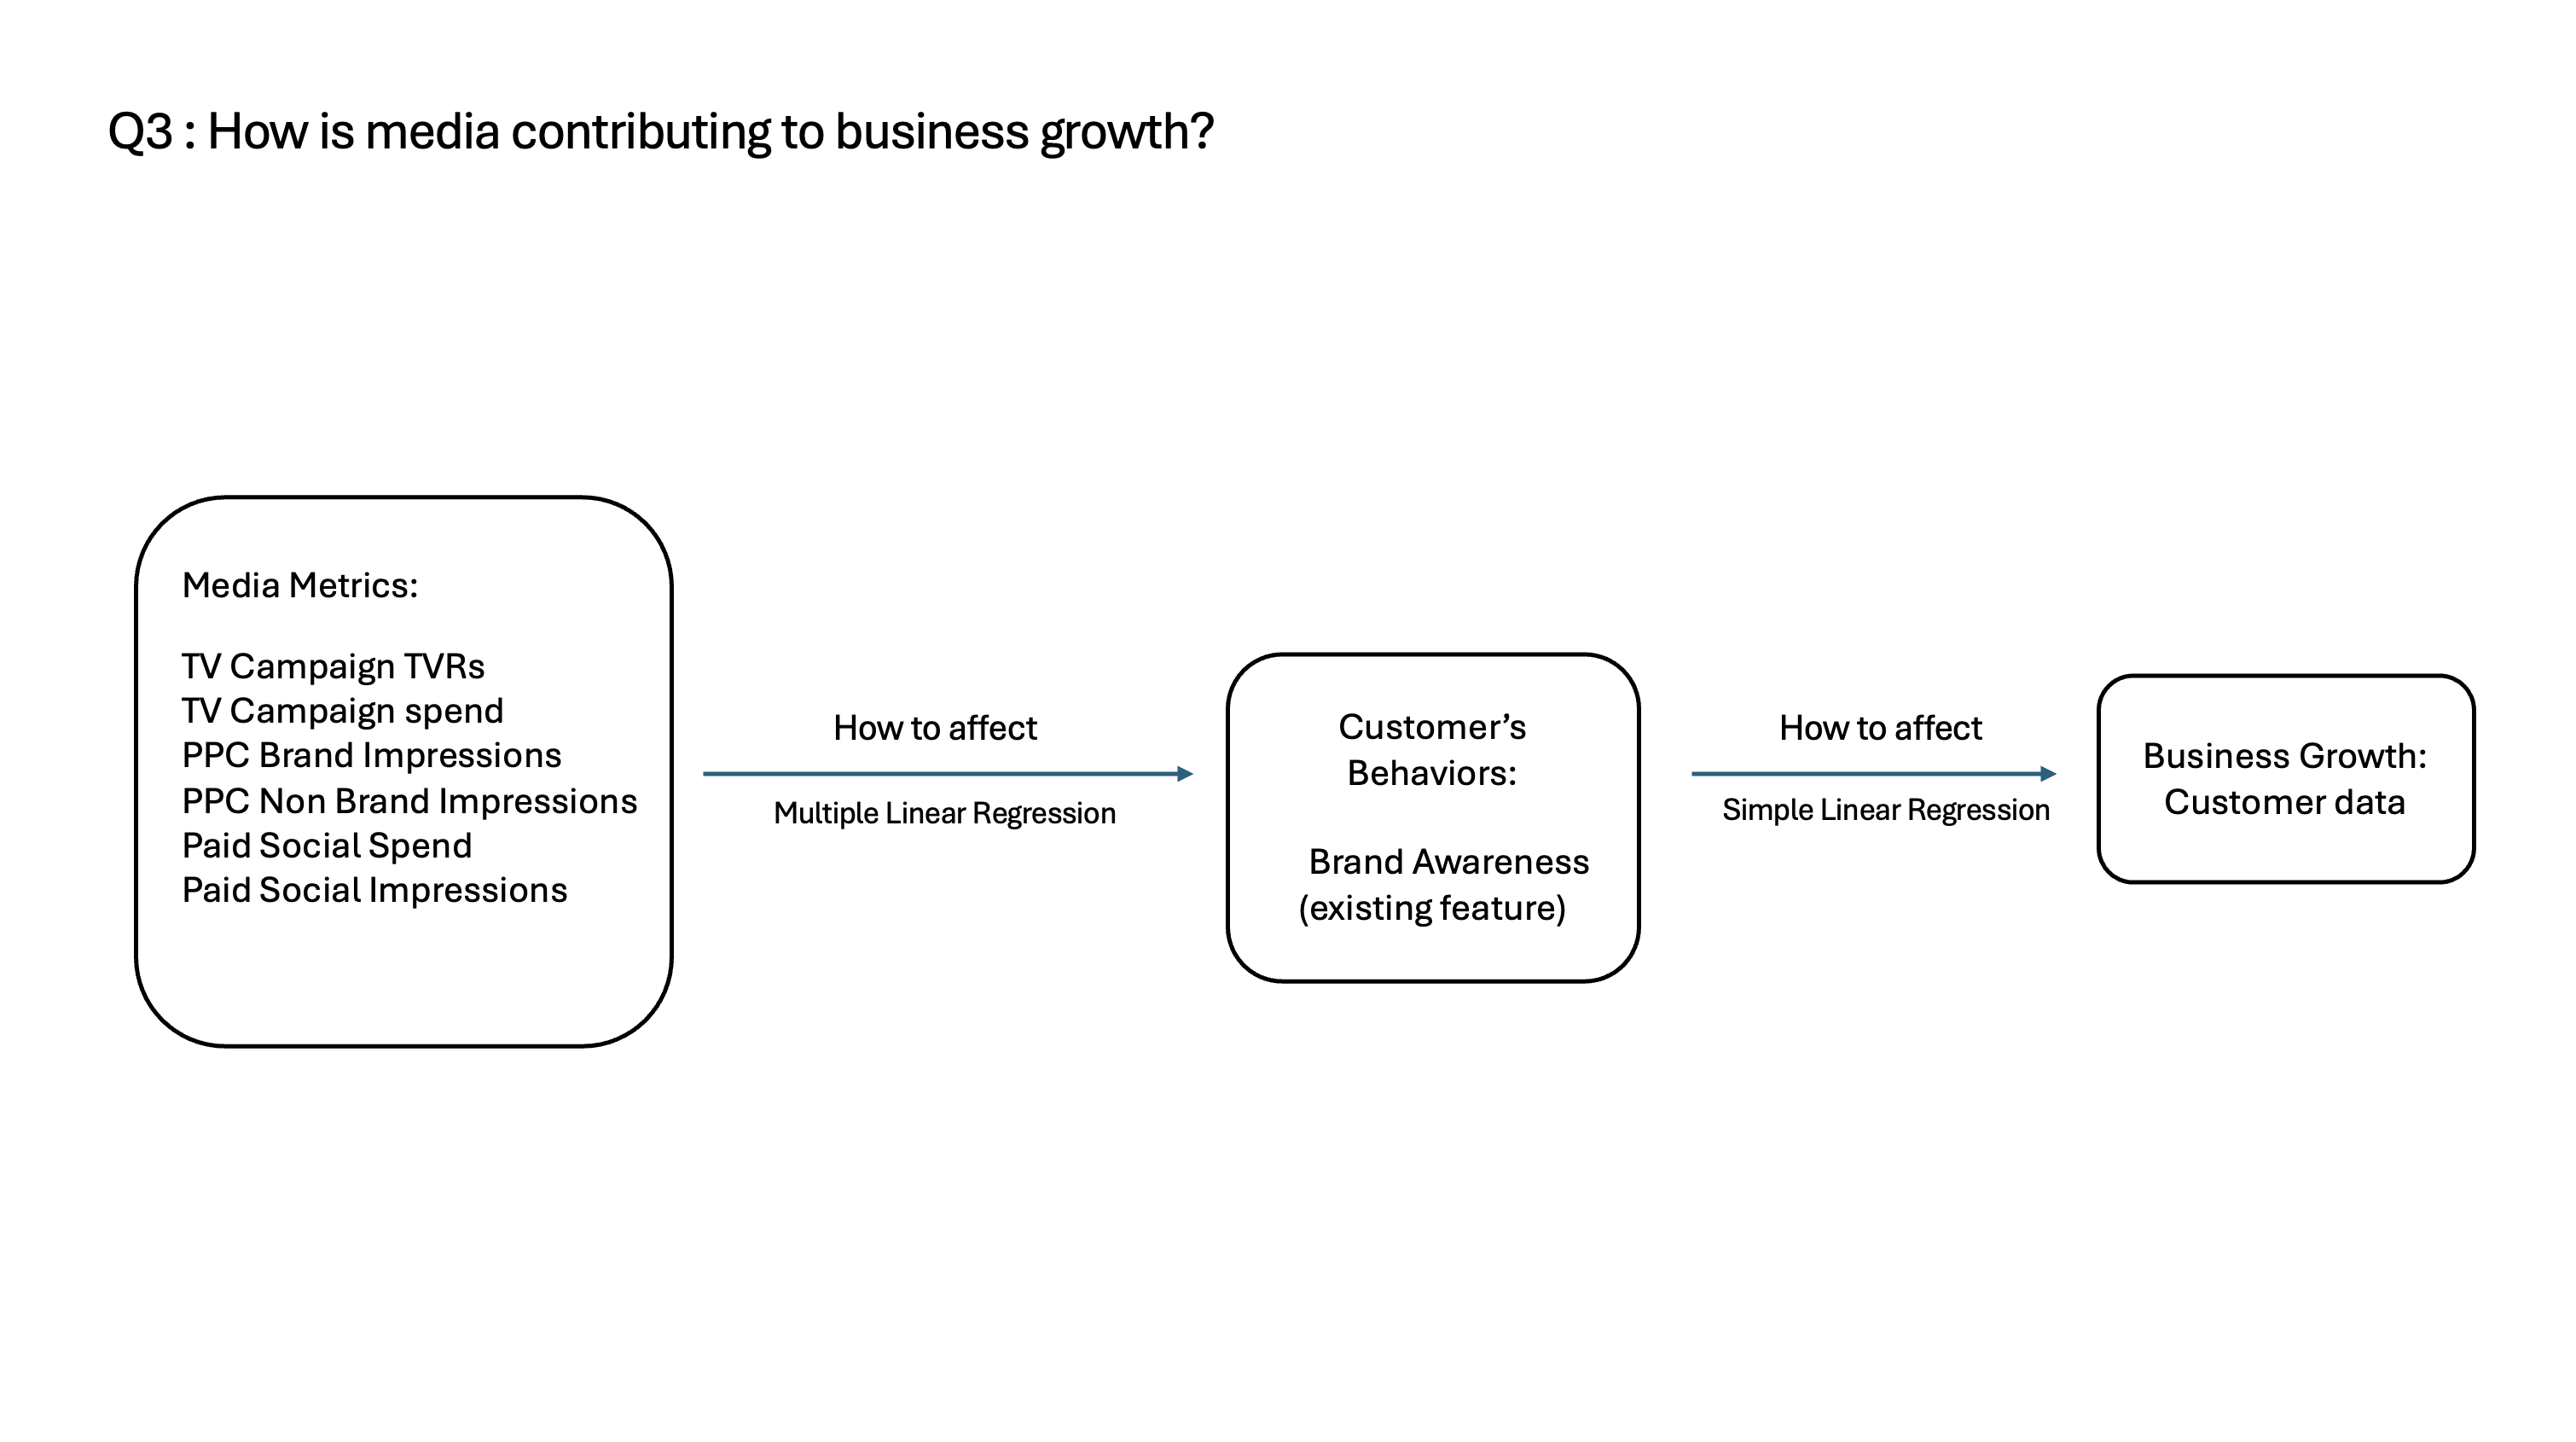 Q3 : How is media contributing to business growth?
Media Metrics:
TV Campaign TVRs
TV Campaign spend
PPC Brand Impressions
PPC Non Brand Impressions
Paid Social Spend
Paid Social Impressions
How to affect
Multiple Linear Regression
Customer’s
Behaviors:
Brand Awareness
(existing feature)
How to affect
Simple Linear Regression
Business Growth:
Customer data